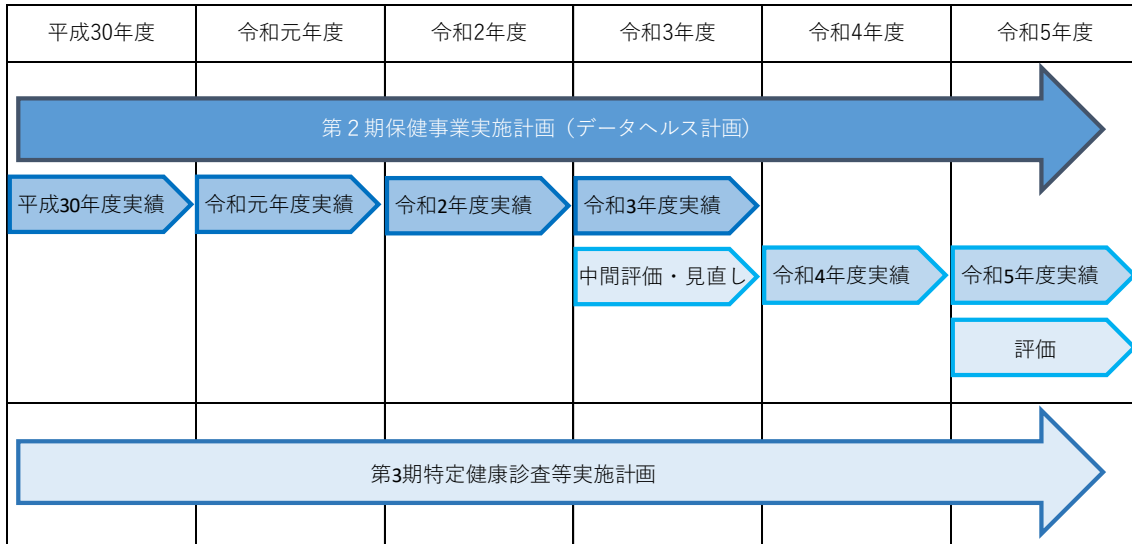 平成30年度
令和元年度
令和2年度
令和3年度
令和4年度
令和5年度
第２期保健事業実施計画（データヘルス計画）
平成30年度実績
令和元年度実績
令和2年度実績
令和3年度実績
中間評価・見直し
令和4年度実績
令和5年度実績
評価
第3期特定健康診査等実施計画